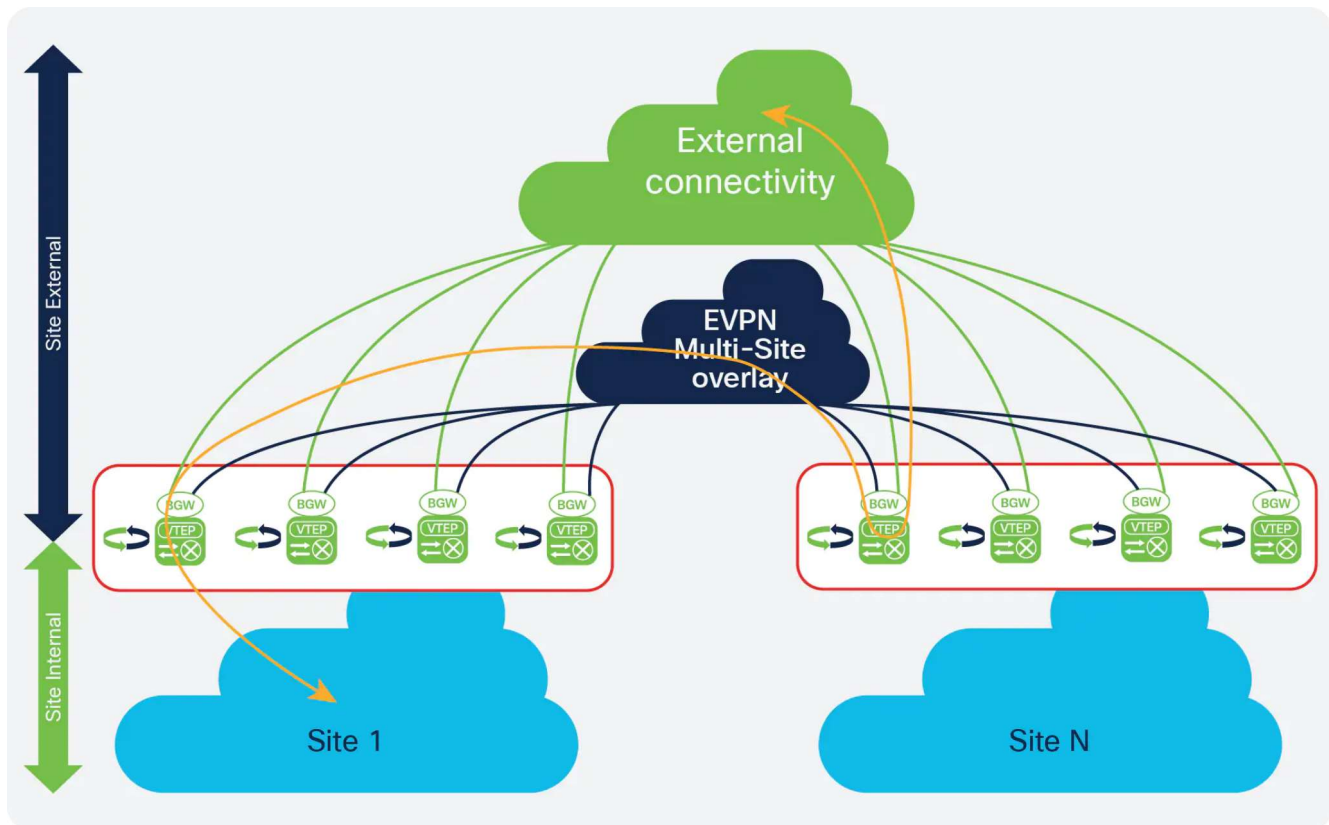 External
connectivity
EVPN
Multi-Site
overlay
Site External
Site Internal
BGW
BGW
BGW
BGW
BGW
BGW
BGW
BGW
VTEP
VTEP
VTEP
VTEP
VTEP
VTEP
VTEP
VTEP
Site 1
Site N